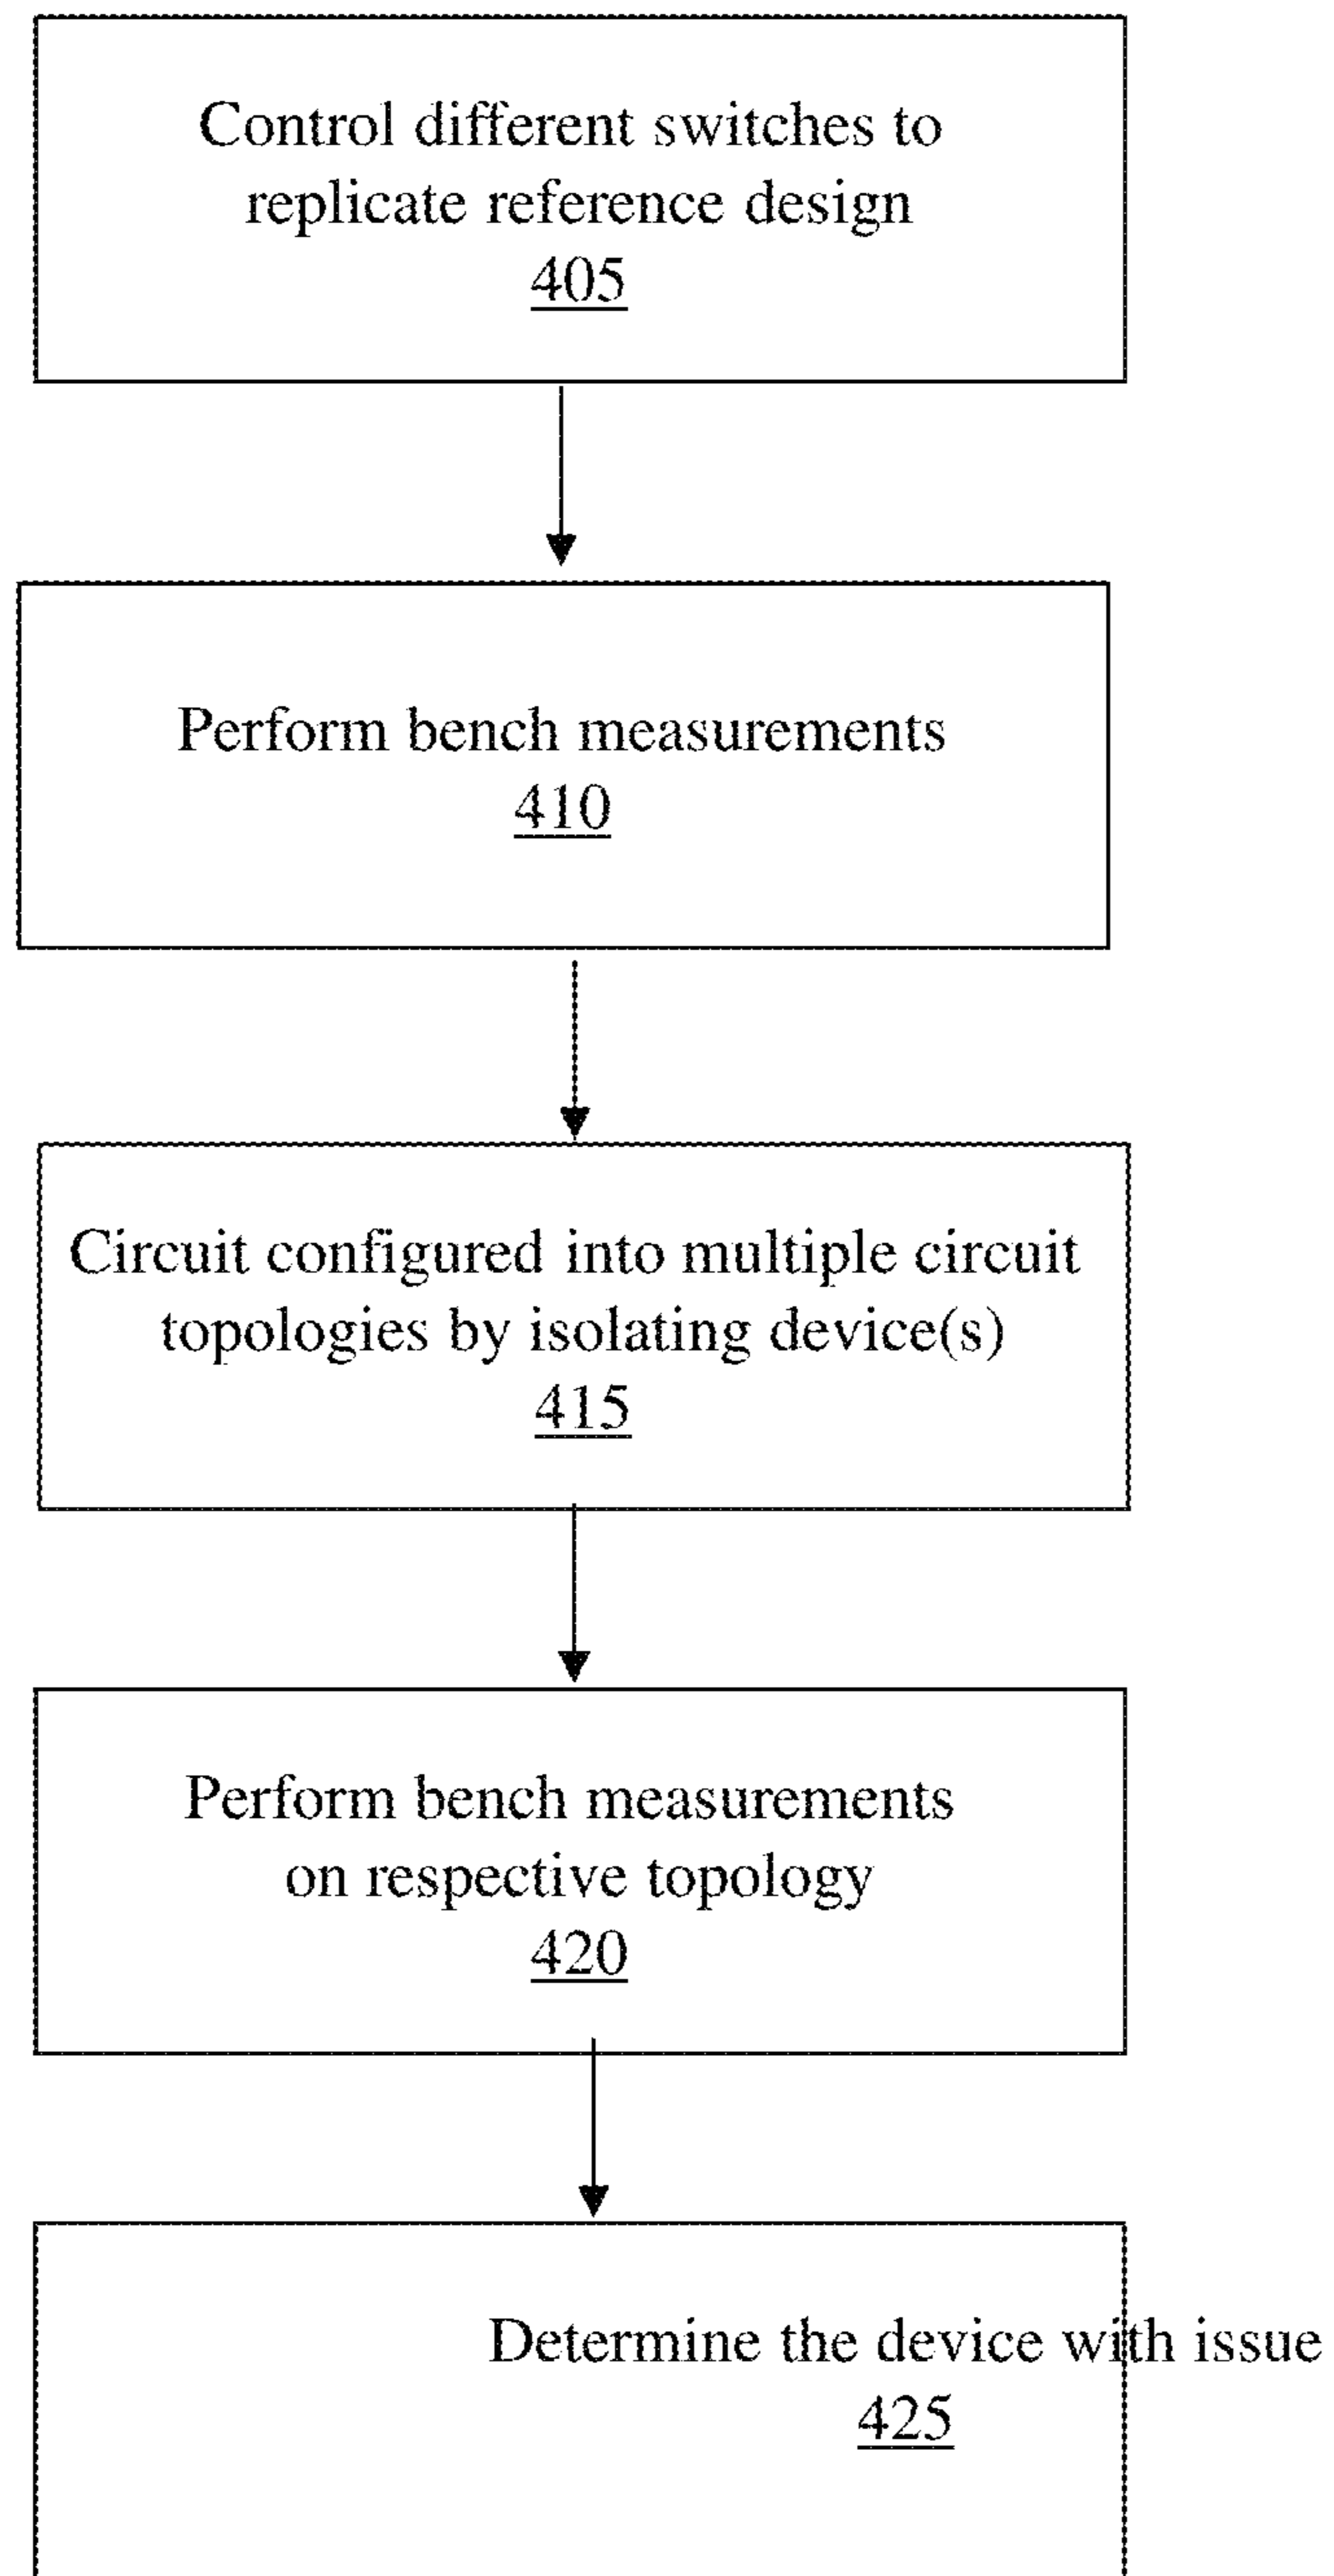 Control different switches to
replicate reference design
405
Perform bench measurements
410
Circuit configured into multiple circuit
topologies by isolating device(s)
415
Perform bench measurements
on respective topology
420
Determine the device with issue
425